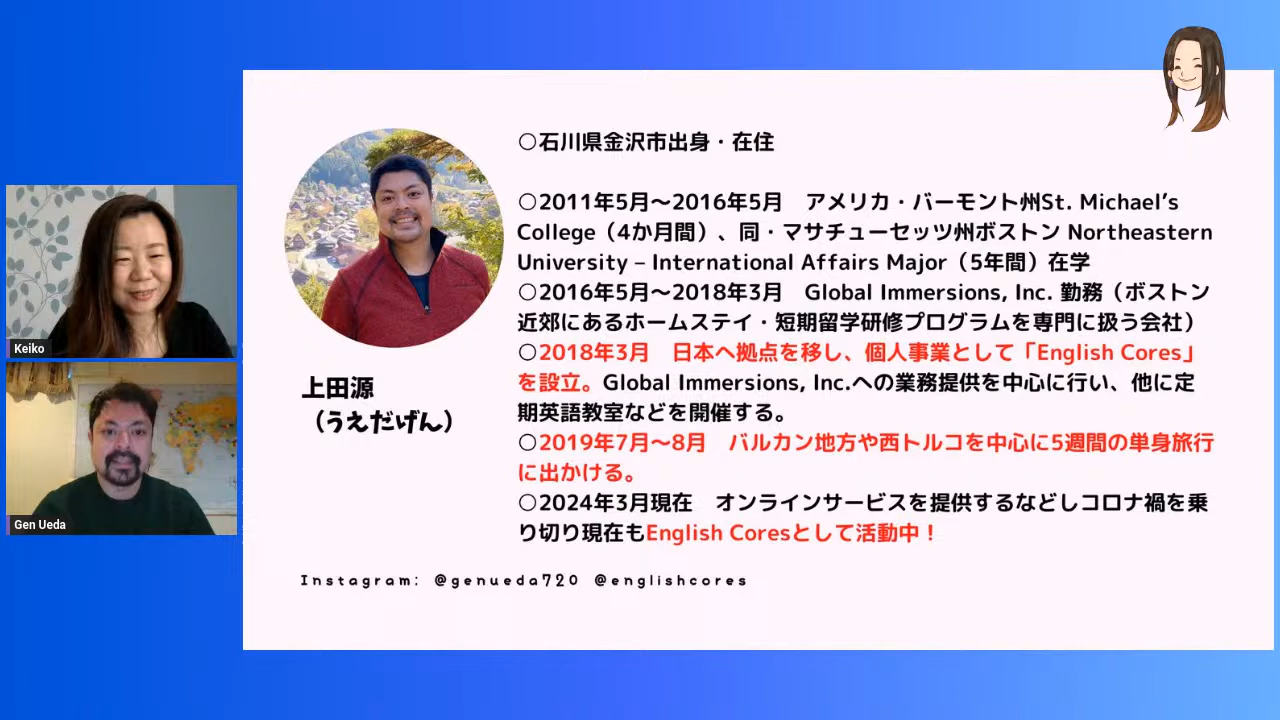 ○石川県金沢市出身・在住
○2011年5月〜2016年5月　アメリカ・バーモント州St. Michael’s
College（4か月間）、同・マサチューセッツ州ボストン Northeastern
University – International Affairs Major（5年間）在学
○2016年5月〜2018年3月　Global Immersions, Inc. 勤務（ボストン
近郊にあるホームステイ・短期留学研修プログラムを専門に扱う会社）
○2018年3月　日本へ拠点を移し、個人事業として「English Cores」
を設立。Global Immersions, Inc.への業務提供を中心に行い、他に定
期英語教室などを開催する。
○2019年7月〜8月　バルカン地方や西トルコを中心に5週間の単身旅行
に出かける。
○2024年3月現在　オンラインサービスを提供するなどしコロナ禍を乗
り切り現在もEnglish Coresとして活動中！
上田源
（うえだげん）
Instagram: @genueda720 @englishcores
Keiko
Gen Ueda